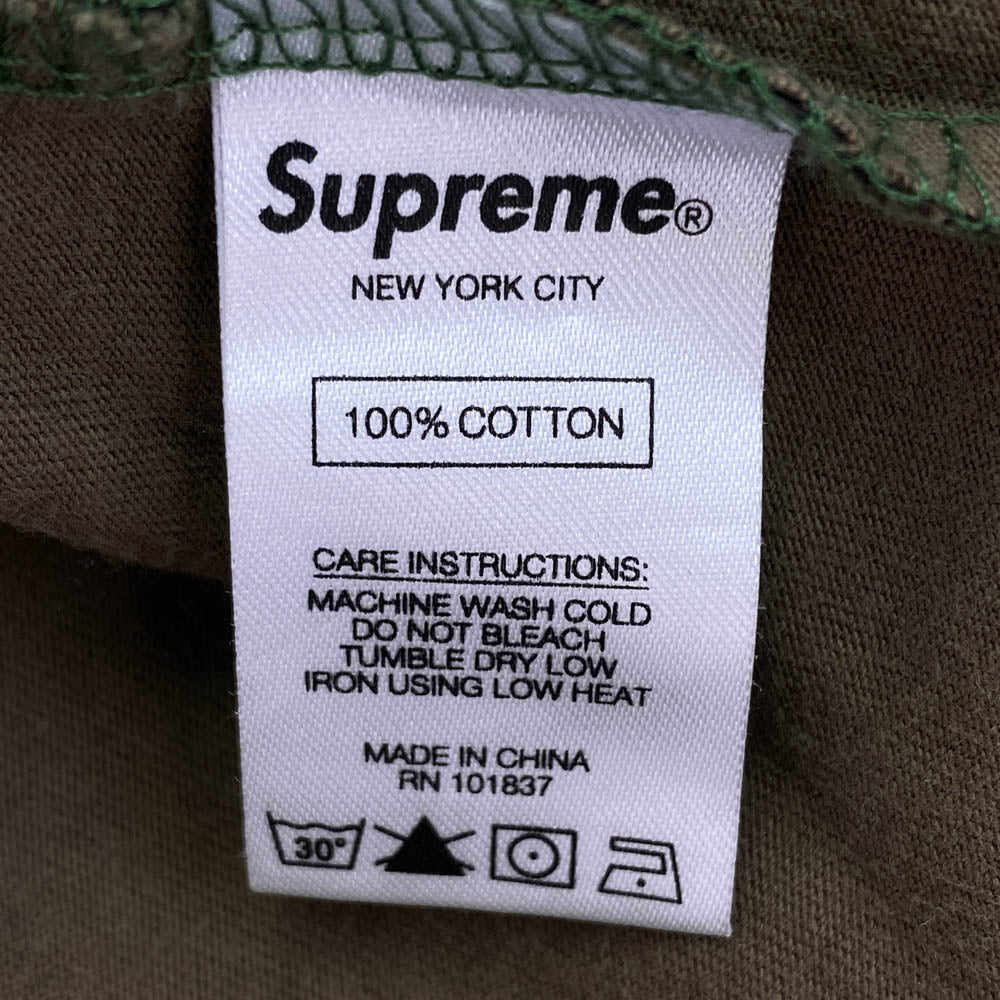 Supreme®
NEW YORK CITY
100% COTTON
CARE INSTRUCTIONS:
MACHINE WASH COLD
DO NOT BLEACH
TUMBLE DRY LOW
IRON USING LOW HEAT
MADE IN CHINA
RN 101837
30°